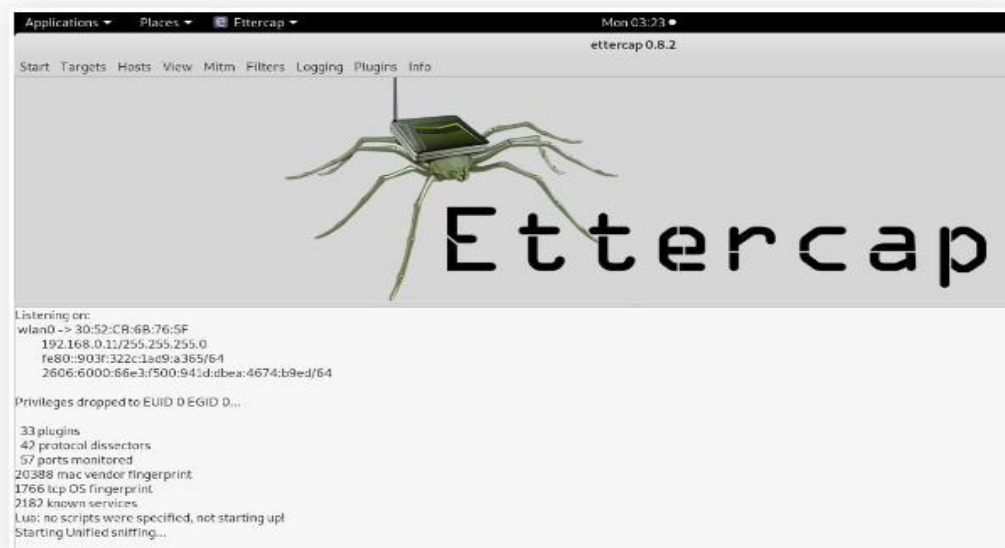 Applications Places Ettercap Mon 03:23
ettercap 0.8.2
Start Targets Hosts View Mitm Filters Logging Plugins Info
Ettercap
Listening on:
wlan0 -> 30:52:CB:6B:76:5F
192.168.0.11/255.255.255.0
fe80::903f:322c:1ad9:a365/64
2606:6000:66e3:f500:941d:dbea:4674:b9ed/64
Privileges dropped to EUID 0 EGID 0...
33 plugins
42 protocol dissectors
57 ports monitored
20388 mac vendor fingerprint
1766 tcp OS fingerprint
2182 known services
Lua: no scripts were specified, not starting up!
Starting Unified sniffing...